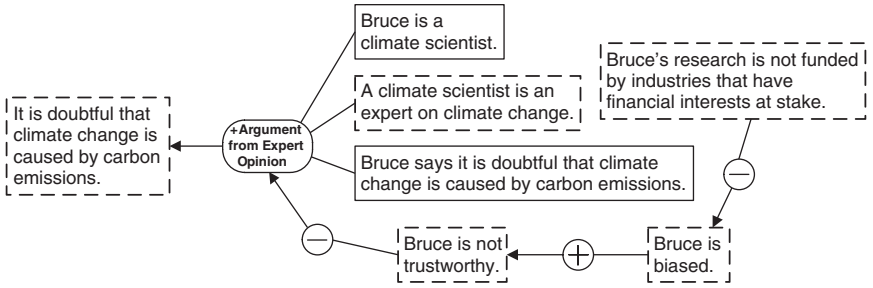 Bruce is a
climate scientist.
Bruce's research is not funded
by industries that have
financial interests at stake.
A climate scientist is an
expert on climate change.
It is doubtful that
climate change is
caused by carbon
emissions.
+Argument
from Expert
Opinion
Bruce says it is doubtful that climate
change is caused by carbon emissions.
−
−
Bruce is not
trustworthy.
+
Bruce is
biased.